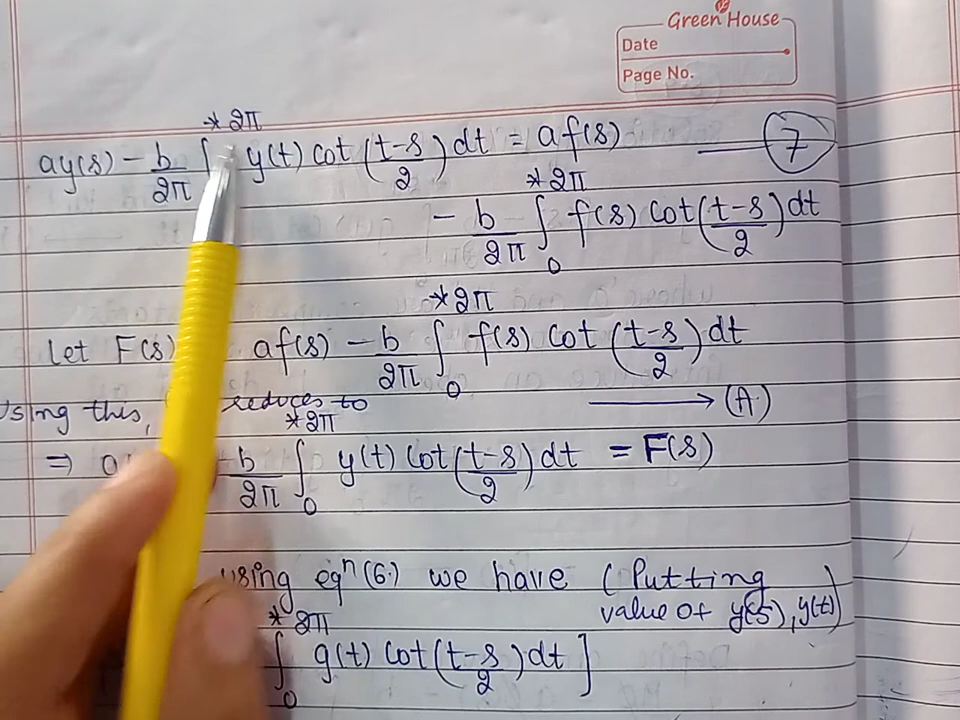 Green House
Date
Page No.
ay(s) - b/2π ∫ *2π y(t) cot (t-s/2) dt = af(s) — 7
- b/2π ∫₀ *2π f(s) cot (t-s/2) dt
Let F(s) af(s) - b/2π ∫₀ *2π f(s) cot (t-s/2) dt
using this, reduces to → (A.)
⇒ - b/2π ∫₀ *2π y(t) cot (t-s/2) dt = F(s)
using eqⁿ (6.) we have (Putting
value of y(s), y(t))
∫₀ *2π g(t) cot (t-s/2) dt ]